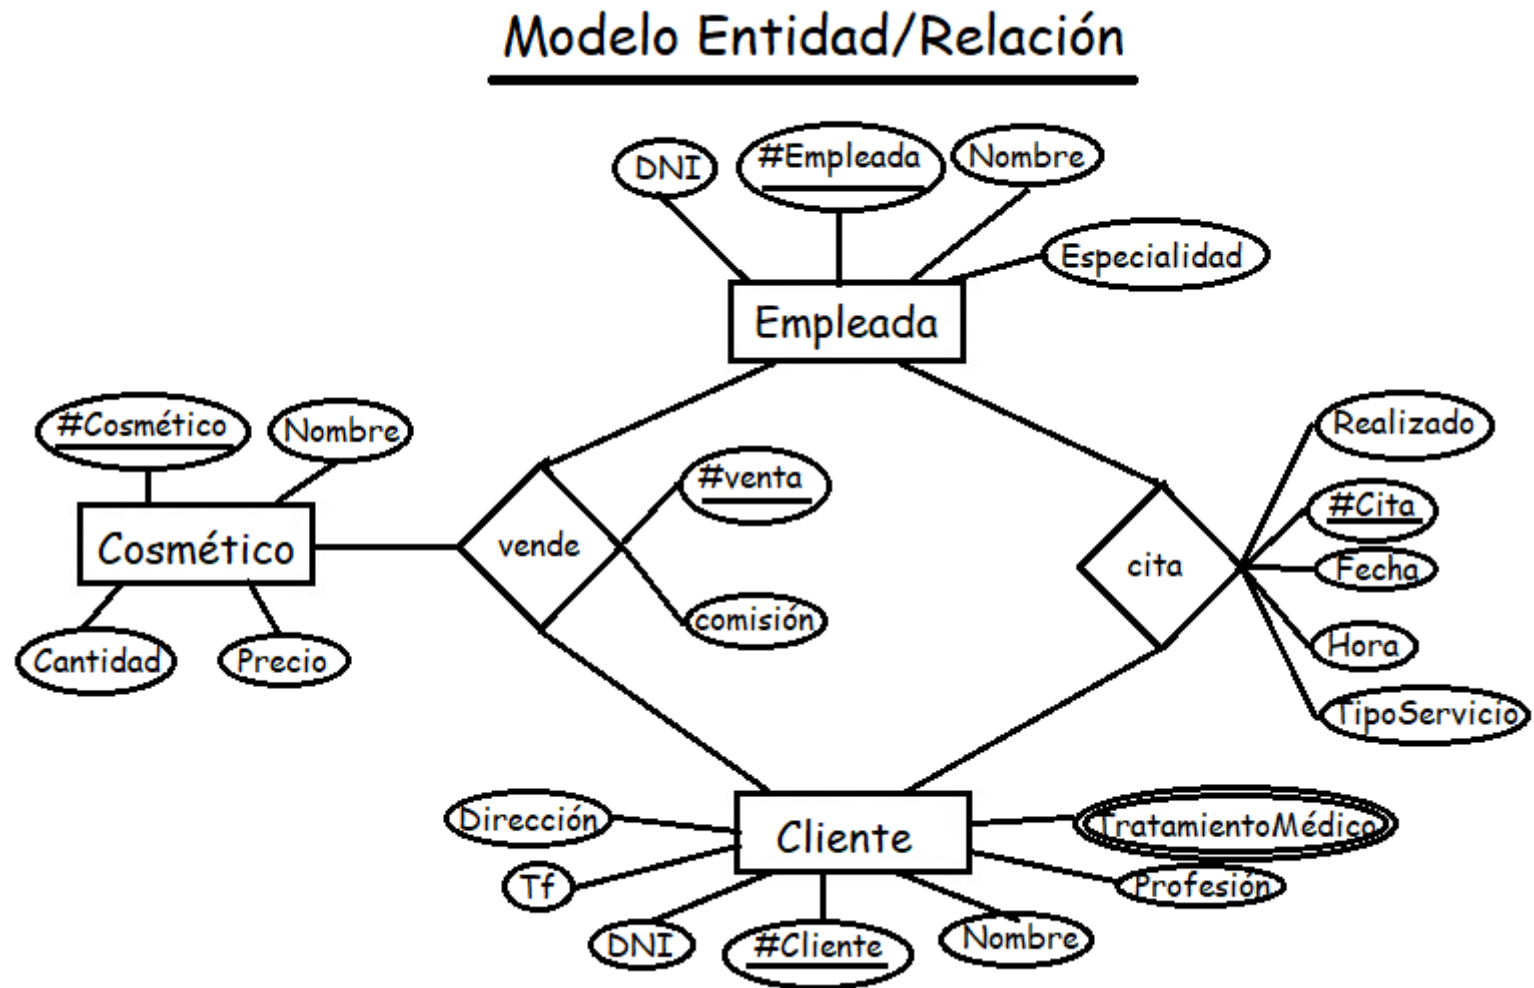 Modelo Entidad/Relación
DNI
#Empleada
Nombre
Especialidad
Empleada
#Cosmético
Nombre
Cosmético
Cantidad
Precio
vende
#venta
comisión
cita
Realizado
#Cita
Fecha
Hora
TipoServicio
Dirección
Tf
DNI
#Cliente
Nombre
Cliente
TratamientoMédico
Profesión